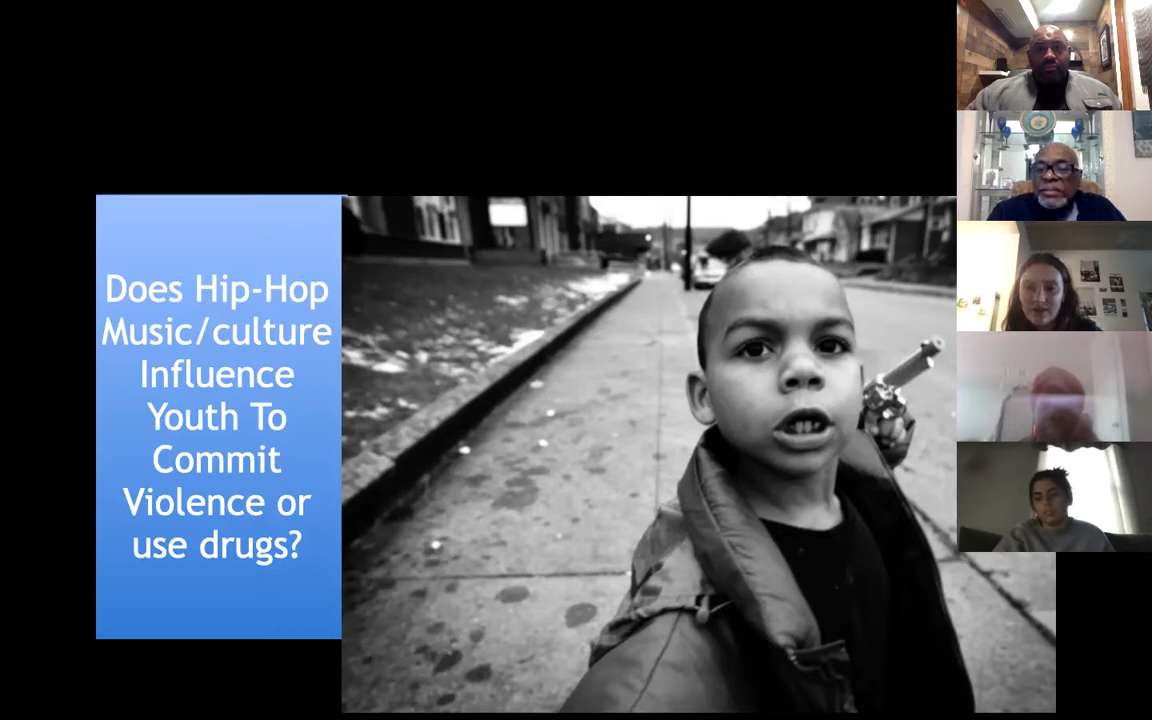 Does Hip-Hop
Music/culture
Influence
Youth To
Commit
Violence or
use drugs?